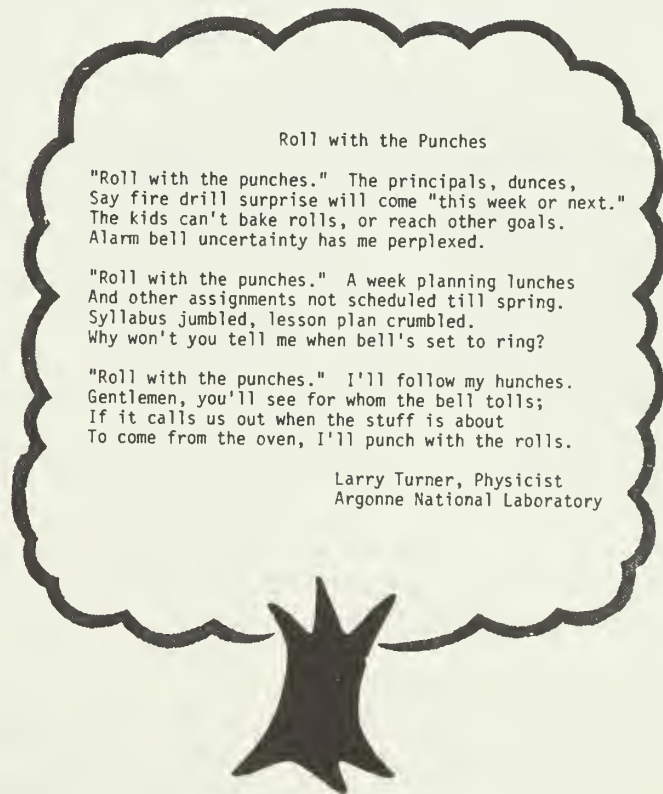 Roll with the Punches
"Roll with the punches."  The principals, dunces,
Say fire drill surprise will come "this week or next."
The kids can't bake rolls, or reach other goals.
Alarm bell uncertainty has me perplexed.
"Roll with the punches."  A week planning lunches
And other assignments not scheduled till spring.
Syllabus jumbled, lesson plan crumbled.
Why won't you tell me when bell's set to ring?
"Roll with the punches."  I'll follow my hunches.
Gentlemen, you'll see for whom the bell tolls;
If it calls us out when the stuff is about
To come from the oven, I'll punch with the rolls.
Larry Turner, Physicist
Argonne National Laboratory